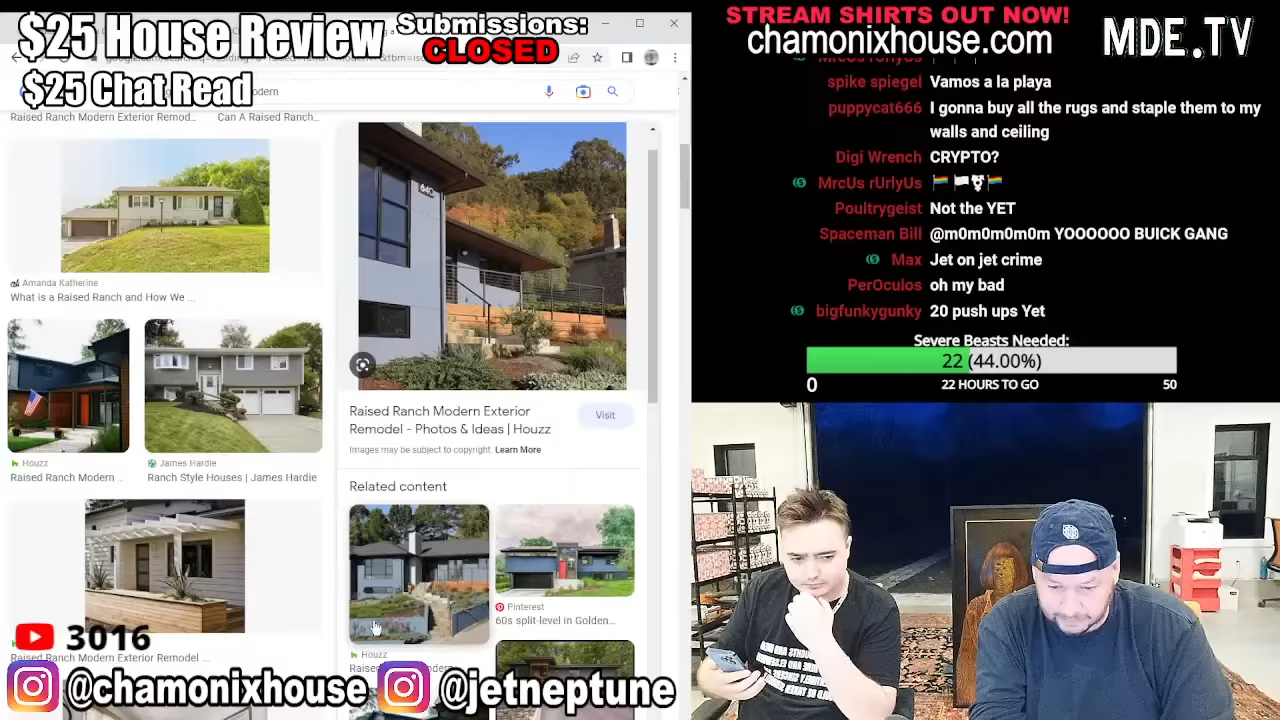 $25 House Review
Submissions:
CLOSED
$25 Chat Read
odern
Raised Ranch Modern Exterior Remod...
Can A Raised Ranch...
Amanda Katherine
What is a Raised Ranch and How We ...
Houzz
Raised Ranch Modern ..
James Hardie
Ranch Style Houses | James Hardie
Raised Ranch Modern Exterior Remodel ...
640
Raised Ranch Modern Exterior
Remodel - Photos & Ideas | Houzz
Visit
Images may be subject to copyright. Learn More
Related content
Pinterest
60s split-level in Golden...
Houzz
3016
@chamonixhouse
@jetneptune
STREAM SHIRTS OUT NOW!
chamonixhouse.com
MDE.TV
MrcUs rUrlyUs
spike spiegel Vamos a la playa
puppycat666 I gonna buy all the rugs and staple them to my
walls and ceiling
Digi Wrench CRYPTO?
MrcUs rUrlyUs 🏳️‍🌈 🏳️⚧🏳️‍🌈
Poultrygeist Not the YET
Spaceman Bill @m0m0m0m0m YOOOOOO BUICK GANG
Max Jet on jet crime
PerOculos oh my bad
bigfunkygunky 20 push ups Yet
Severe Beasts Needed:
22 (44.00%)
0
22 HOURS TO GO
50